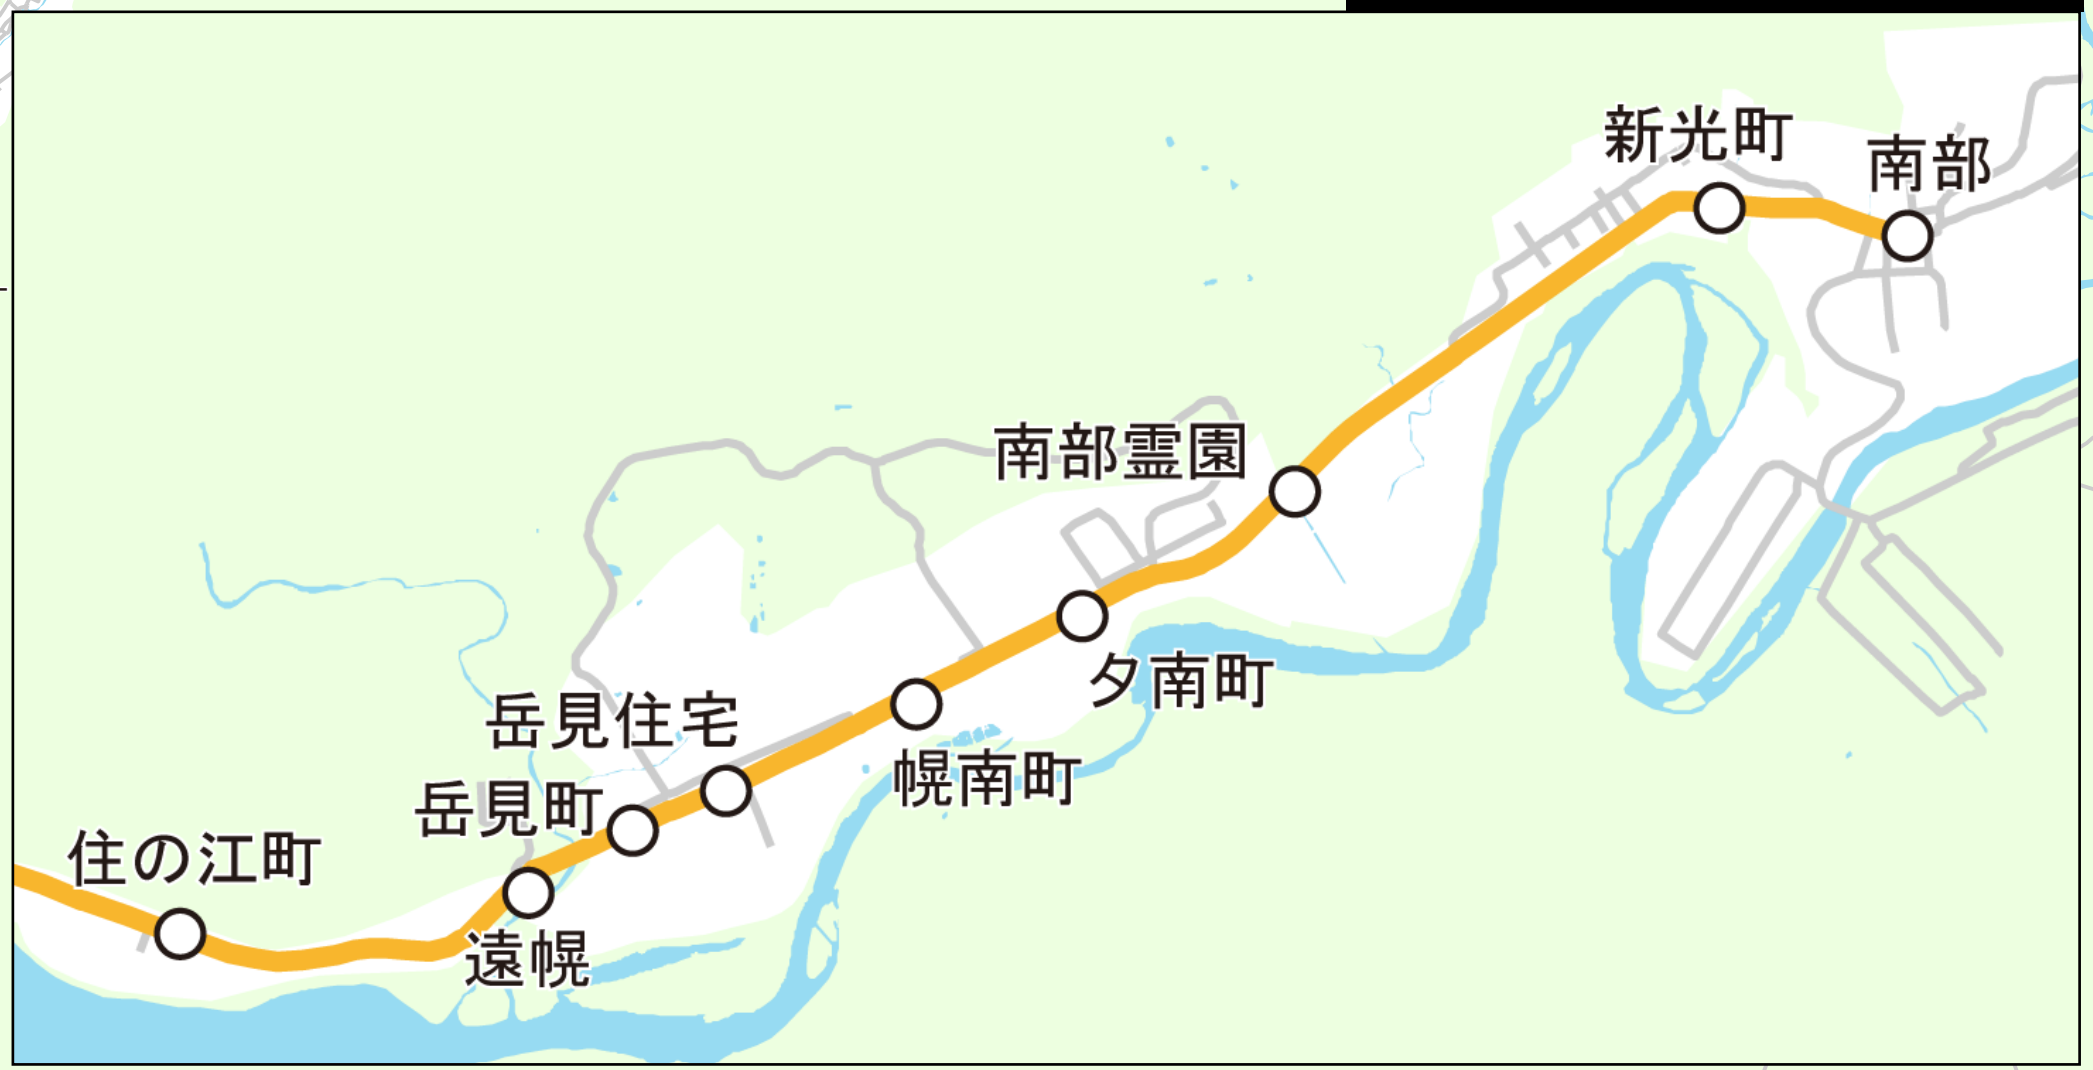 新光町
南部
南部霊園
夕南町
岳見住宅
幌南町
岳見町
住の江町
遠幌